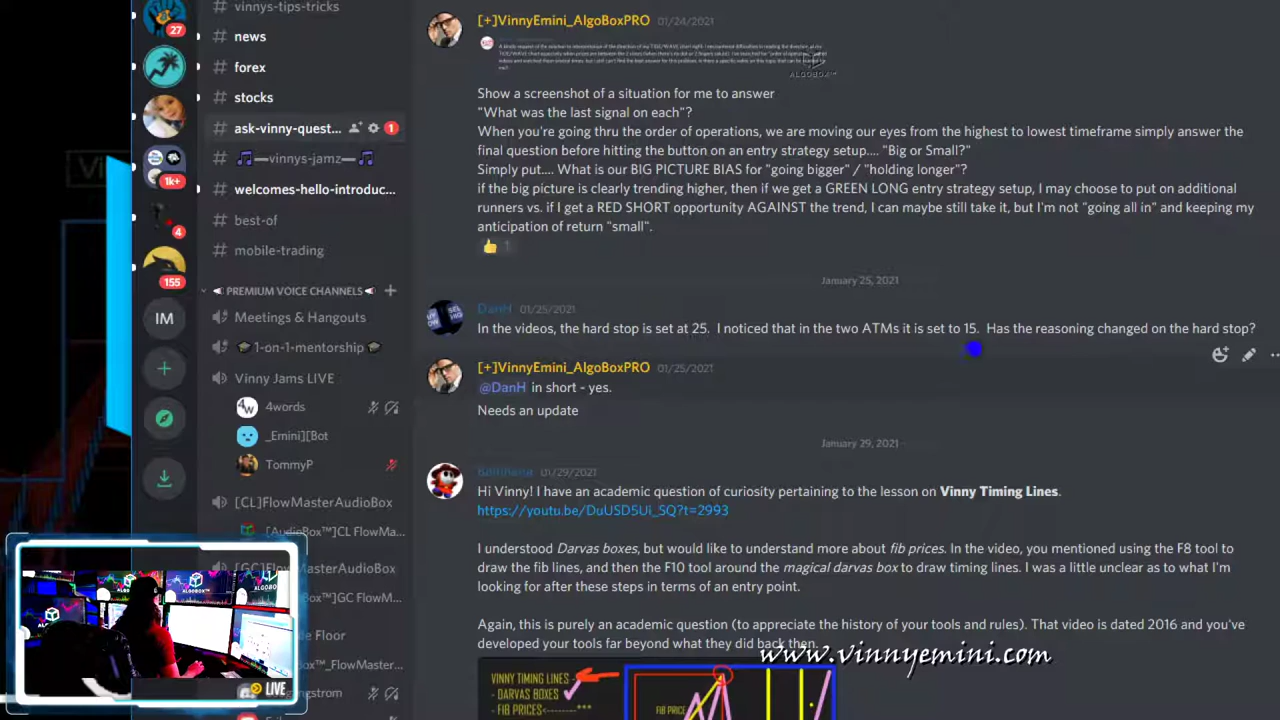 vinnys-tips-tricks
27
# news
# forex
# stocks
# ask-vinny-quest... 1
# vinnys-jamz
1k+
# welcomes-hello-introduc...
# best-of
4
# mobile-trading
155
PREMIUM VOICE CHANNELS
IM
Meetings & Hangouts
1-on-1-mentorship
Vinny Jams LIVE
4words
_Emini][Bot
TommyP
[CL]FlowMasterAudioBox
[AudioBox™]CL FlowMa...
[GC]FlowMasterAudioBox
™]GC FlowM...
Floor
_FlowMaster...
LIVE
[+]VinnyEmini_AlgoBoxPRO 01/24/2021
ALGOBOX™
Show a screenshot of a situation for me to answer
"What was the last signal on each"?
When you're going thru the order of operations, we are moving our eyes from the highest to lowest timeframe simply answer the
final question before hitting the button on an entry strategy setup.... "Big or Small?"
Simply put.... What is our BIG PICTURE BIAS for "going bigger" / "holding longer"?
if the big picture is clearly trending higher, then if we get a GREEN LONG entry strategy setup, I may choose to put on additional
runners vs. if I get a RED SHORT opportunity AGAINST the trend, I can maybe still take it, but I'm not "going all in" and keeping my
anticipation of return "small".
1
January 25, 2021
DanH 01/25/2021
In the videos, the hard stop is set at 25. I noticed that in the two ATMs it is set to 15. Has the reasoning changed on the hard stop?
[+]VinnyEmini_AlgoBoxPRO 01/25/2021
@DanH in short - yes.
Needs an update
January 29, 2021
01/29/2021
Hi Vinny! I have an academic question of curiosity pertaining to the lesson on Vinny Timing Lines.
https://youtu.be/DuUSD5Ui_SQ?t=2993
I understood Darvas boxes, but would like to understand more about fib prices. In the video, you mentioned using the F8 tool to
draw the fib lines, and then the F10 tool around the magical darvas box to draw timing lines. I was a little unclear as to what I'm
looking for after these steps in terms of an entry point.
Again, this is purely an academic question (to appreciate the history of your tools and rules). That video is dated 2016 and you've
developed your tools far beyond what they did back then.
www.vinnyemini.com
VINNY TIMING LINES
- DARVAS BOXES
- FIB PRICES<--------***
FIB PRICE